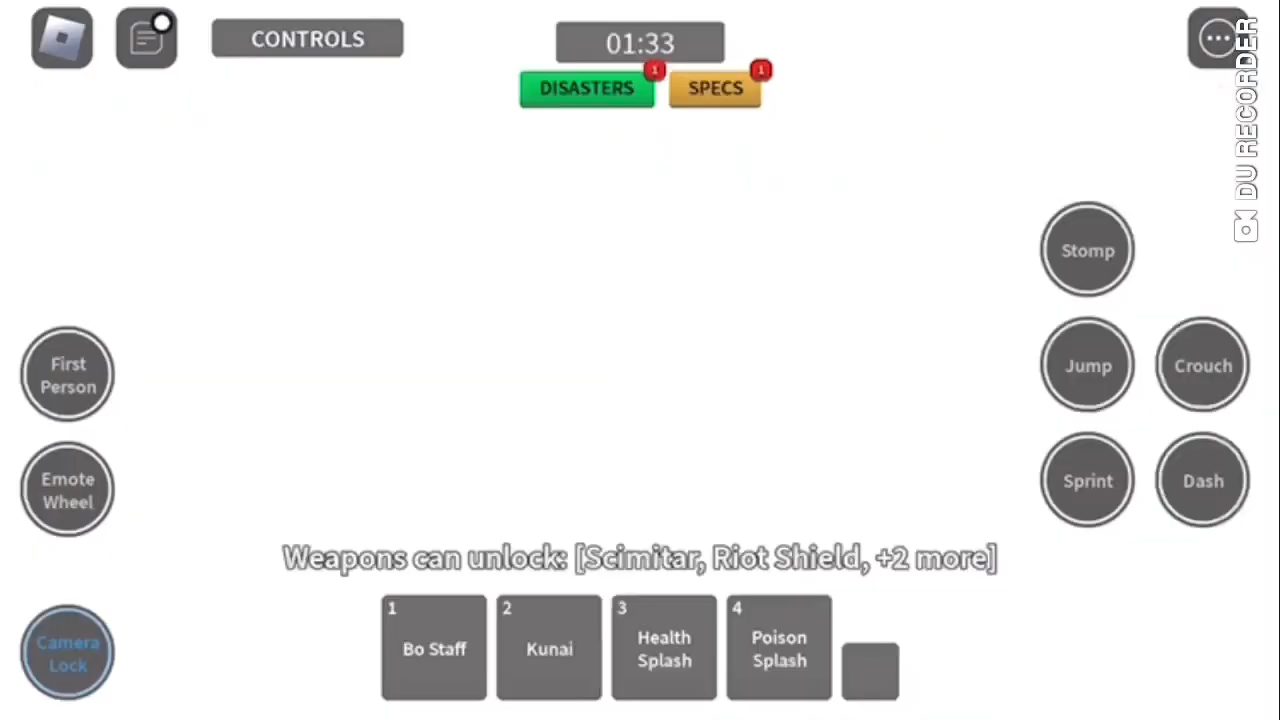 CONTROLS
01:33
DISASTERS
1
SPECS
1
DU RECORDER
Stomp
First
Person
Jump
Crouch
Emote
Wheel
Sprint
Dash
Weapons can unlock: [Scimitar, Riot Shield, +2 more]
Camera
Lock
1
Bo Staff
2
Kunai
3
Health
Splash
4
Poison
Splash